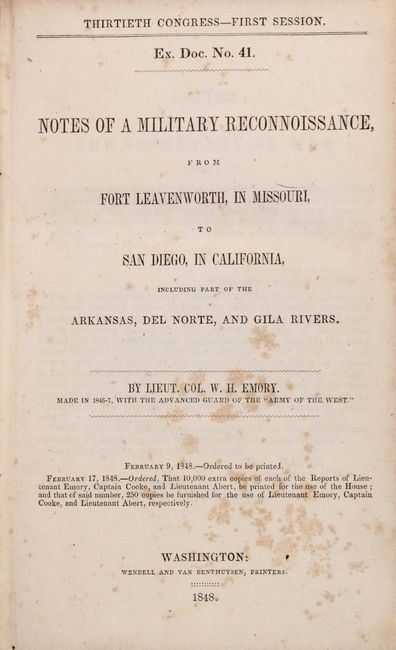 THIRTIETH CONGRESS—FIRST SESSION.
Ex. Doc. No. 41.
NOTES OF A MILITARY RECONNOISSANCE,
FROM
FORT LEAVENWORTH, IN MISSOURI,
TO
SAN DIEGO, IN CALIFORNIA,
INCLUDING PART OF THE
ARKANSAS, DEL NORTE, AND GILA RIVERS.
BY LIEUT. COL. W. H. EMORY.
MADE IN 1846-7, WITH THE ADVANCED GUARD OF THE "ARMY OF THE WEST."
FEBRUARY 9, 1848.—Ordered to be printed.
FEBRUARY 17, 1848.—Ordered, That 10,000 extra copies of each of the Reports of Lieu-
tenant Emory, Captain Cooke, and Lieutenant Abert, be printed for the use of the House;
and that of said number, 250 copies be furnished for the use of Lieutenant Emory, Captain
Cooke, and Lieutenant Abert, respectively.
WASHINGTON:
WENDELL AND VAN BENTHUYSEN, PRINTERS.
1848.